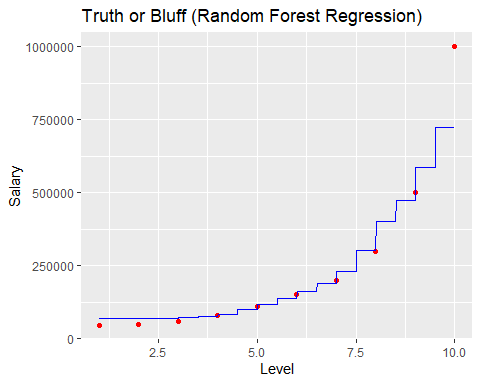 Truth or Bluff (Random Forest Regression)
1000000
750000
500000
250000
0
2.5 5.0 7.5 10.0
Level
Salary